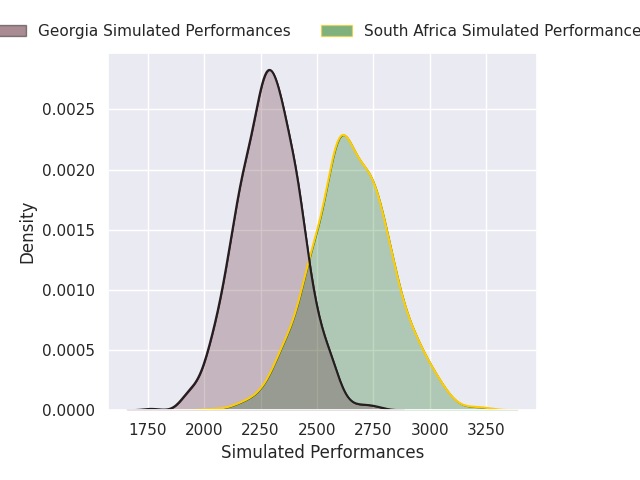 Georgia Simulated Performances South Africa Simulated Performance
0.0025
0.0020
0.0015
0.0010
0.0005
0.0000
Density
1750 2000 2250 2500 2750 3000 3250
Simulated Performances